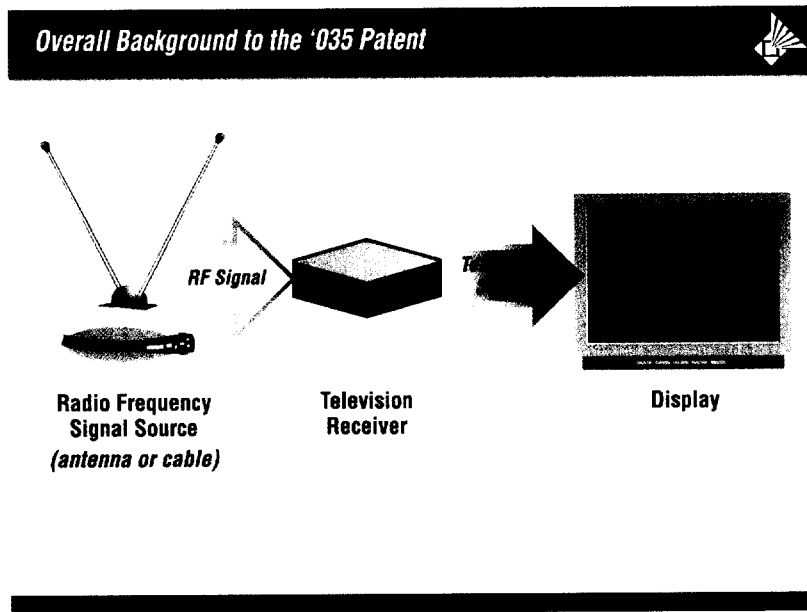 Overall Background to the '035 Patent
RF Signal
Radio Frequency
Signal Source
(antenna or cable)
Television
Receiver
Display